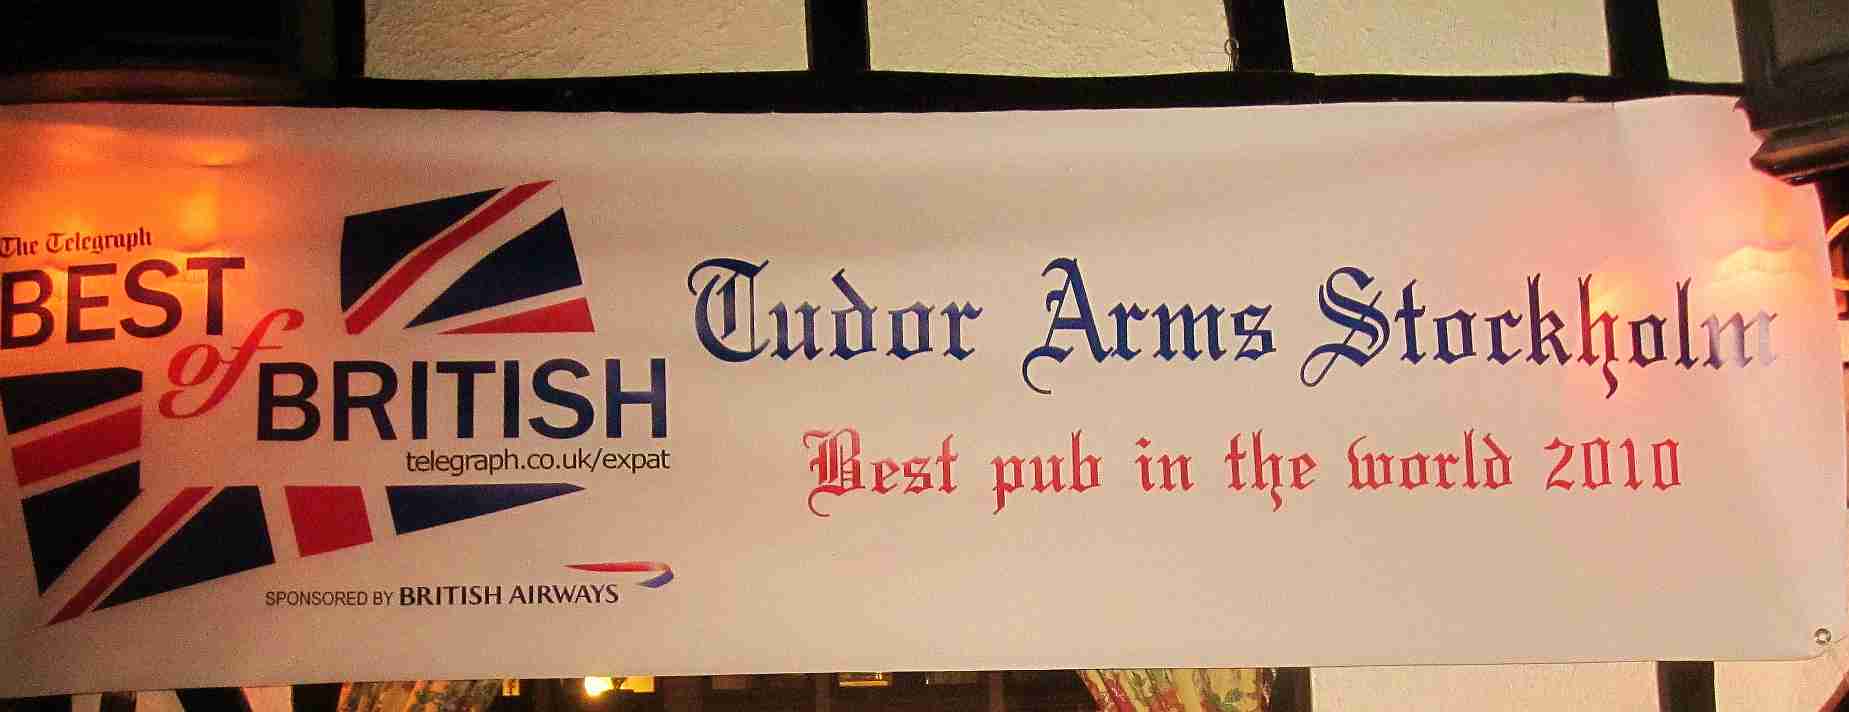 The Telegraph
BEST
of
BRITISH
telegraph.co.uk/expat
SPONSORED BY BRITISH AIRWAYS
Tudor Arms Stockholm
Best pub in the world 2010